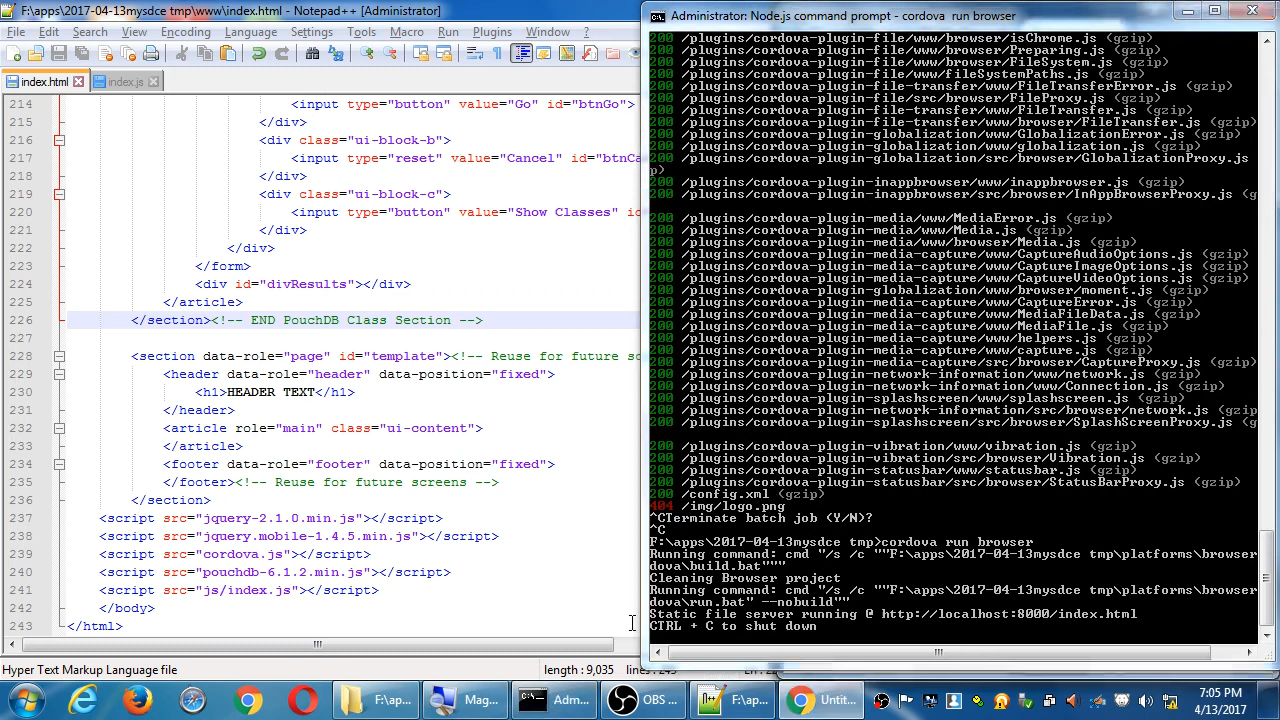 F:\apps\2017-04-13mysdce tmp\www\index.html - Notepad++ [Administrator]
File Edit Search View Encoding Language Settings Tools Macro Run Plugins Window ?
index.html index.js
214 <input type="button" value="Go" id="btnGo">
215 </div>
216 <div class="ui-block-b">
217 <input type="reset" value="Cancel" id="btnCa
218 </div>
219 <div class="ui-block-c">
220 <input type="button" value="Show Classes" id
221 </div>
222 </div>
223 </form>
224 <div id="divResults"></div>
225 </article>
226 </section><!-- END PouchDB Class Section -->
227
228 <section data-role="page" id="template"><!-- Reuse for future sc
229 <header data-role="header" data-position="fixed">
230 <h1>HEADER TEXT</h1>
231 </header>
232 <article role="main" class="ui-content">
233 </article>
234 <footer data-role="footer" data-position="fixed">
235 </footer><!-- Reuse for future screens -->
236 </section>
237 <script src="jquery-2.1.0.min.js"></script>
238 <script src="jquery.mobile-1.4.5.min.js"></script>
239 <script src="cordova.js"></script>
240 <script src="pouchdb-6.1.2.min.js"></script>
241 <script src="js/index.js"></script>
242 </body>
243 </html>
Hyper Text Markup Language file length : 9,035 lines : 243
Administrator: Node.js command prompt - cordova run browser
200 /plugins/cordova-plugin-file/www/browser/isChrome.js (gzip)
200 /plugins/cordova-plugin-file/www/browser/Preparing.js (gzip)
200 /plugins/cordova-plugin-file/www/browser/FileSystem.js (gzip)
200 /plugins/cordova-plugin-file/www/fileSystemPaths.js (gzip)
200 /plugins/cordova-plugin-file-transfer/www/FileTransferError.js (gzip)
200 /plugins/cordova-plugin-file/src/browser/FileProxy.js (gzip)
200 /plugins/cordova-plugin-file-transfer/www/FileTransfer.js (gzip)
200 /plugins/cordova-plugin-file-transfer/www/browser/FileTransfer.js (gzip)
200 /plugins/cordova-plugin-globalization/www/GlobalizationError.js (gzip)
200 /plugins/cordova-plugin-globalization/www/globalization.js (gzip)
200 /plugins/cordova-plugin-globalization/src/browser/GlobalizationProxy.js
p)
200 /plugins/cordova-plugin-inappbrowser/www/inappbrowser.js (gzip)
200 /plugins/cordova-plugin-inappbrowser/src/browser/InAppBrowserProxy.js (g
200 /plugins/cordova-plugin-media/www/MediaError.js (gzip)
200 /plugins/cordova-plugin-media/www/Media.js (gzip)
200 /plugins/cordova-plugin-media/www/browser/Media.js (gzip)
200 /plugins/cordova-plugin-media-capture/www/CaptureAudioOptions.js (gzip)
200 /plugins/cordova-plugin-media-capture/www/CaptureImageOptions.js (gzip)
200 /plugins/cordova-plugin-media-capture/www/CaptureVideoOptions.js (gzip)
200 /plugins/cordova-plugin-globalization/www/browser/moment.js (gzip)
200 /plugins/cordova-plugin-media-capture/www/CaptureError.js (gzip)
200 /plugins/cordova-plugin-media-capture/www/MediaFileData.js (gzip)
200 /plugins/cordova-plugin-media-capture/www/MediaFile.js (gzip)
200 /plugins/cordova-plugin-media-capture/www/helpers.js (gzip)
200 /plugins/cordova-plugin-media-capture/www/capture.js (gzip)
200 /plugins/cordova-plugin-media-capture/src/browser/CaptureProxy.js (gzip)
200 /plugins/cordova-plugin-network-information/www/network.js (gzip)
200 /plugins/cordova-plugin-network-information/www/Connection.js (gzip)
200 /plugins/cordova-plugin-splashscreen/www/splashscreen.js (gzip)
200 /plugins/cordova-plugin-network-information/src/browser/network.js (gzip
200 /plugins/cordova-plugin-splashscreen/src/browser/SplashScreenProxy.js (g
200 /plugins/cordova-plugin-vibration/www/vibration.js (gzip)
200 /plugins/cordova-plugin-vibration/src/browser/Vibration.js (gzip)
200 /plugins/cordova-plugin-statusbar/www/statusbar.js (gzip)
200 /plugins/cordova-plugin-statusbar/src/browser/StatusBarProxy.js (gzip)
200 /config.xml (gzip)
404 /img/logo.png
^CTerminate batch job (Y/N)?
^C
F:\apps\2017-04-13mysdce tmp>cordova run browser
Running command: cmd "/s /c ""F:\apps\2017-04-13mysdce tmp\platforms\browser
dova\build.bat"""
Cleaning Browser project
Running command: cmd "/s /c ""F:\apps\2017-04-13mysdce tmp\platforms\browser
dova\run.bat" --nobuild""
Static file server running @ http://localhost:8000/index.html
CTRL + C to shut down
F:\ap... Mag... Adm... OBS ... F:\ap... Untit...
7:05 PM
4/13/2017